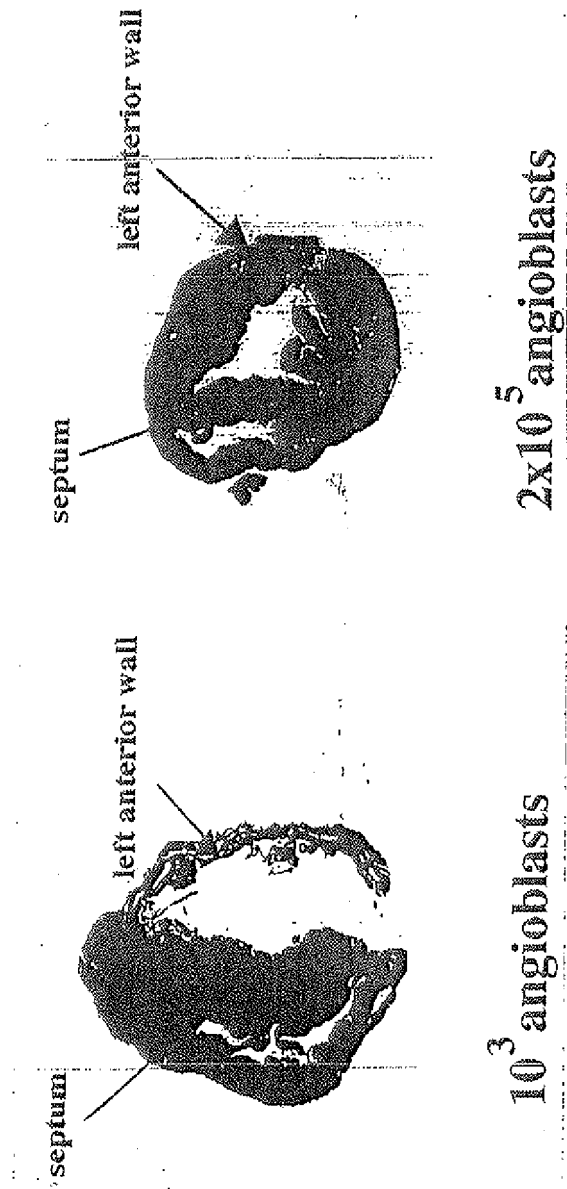 septum
left anterior wall
10³ angioblasts
septum
left anterior wall
2x10⁵ angioblasts